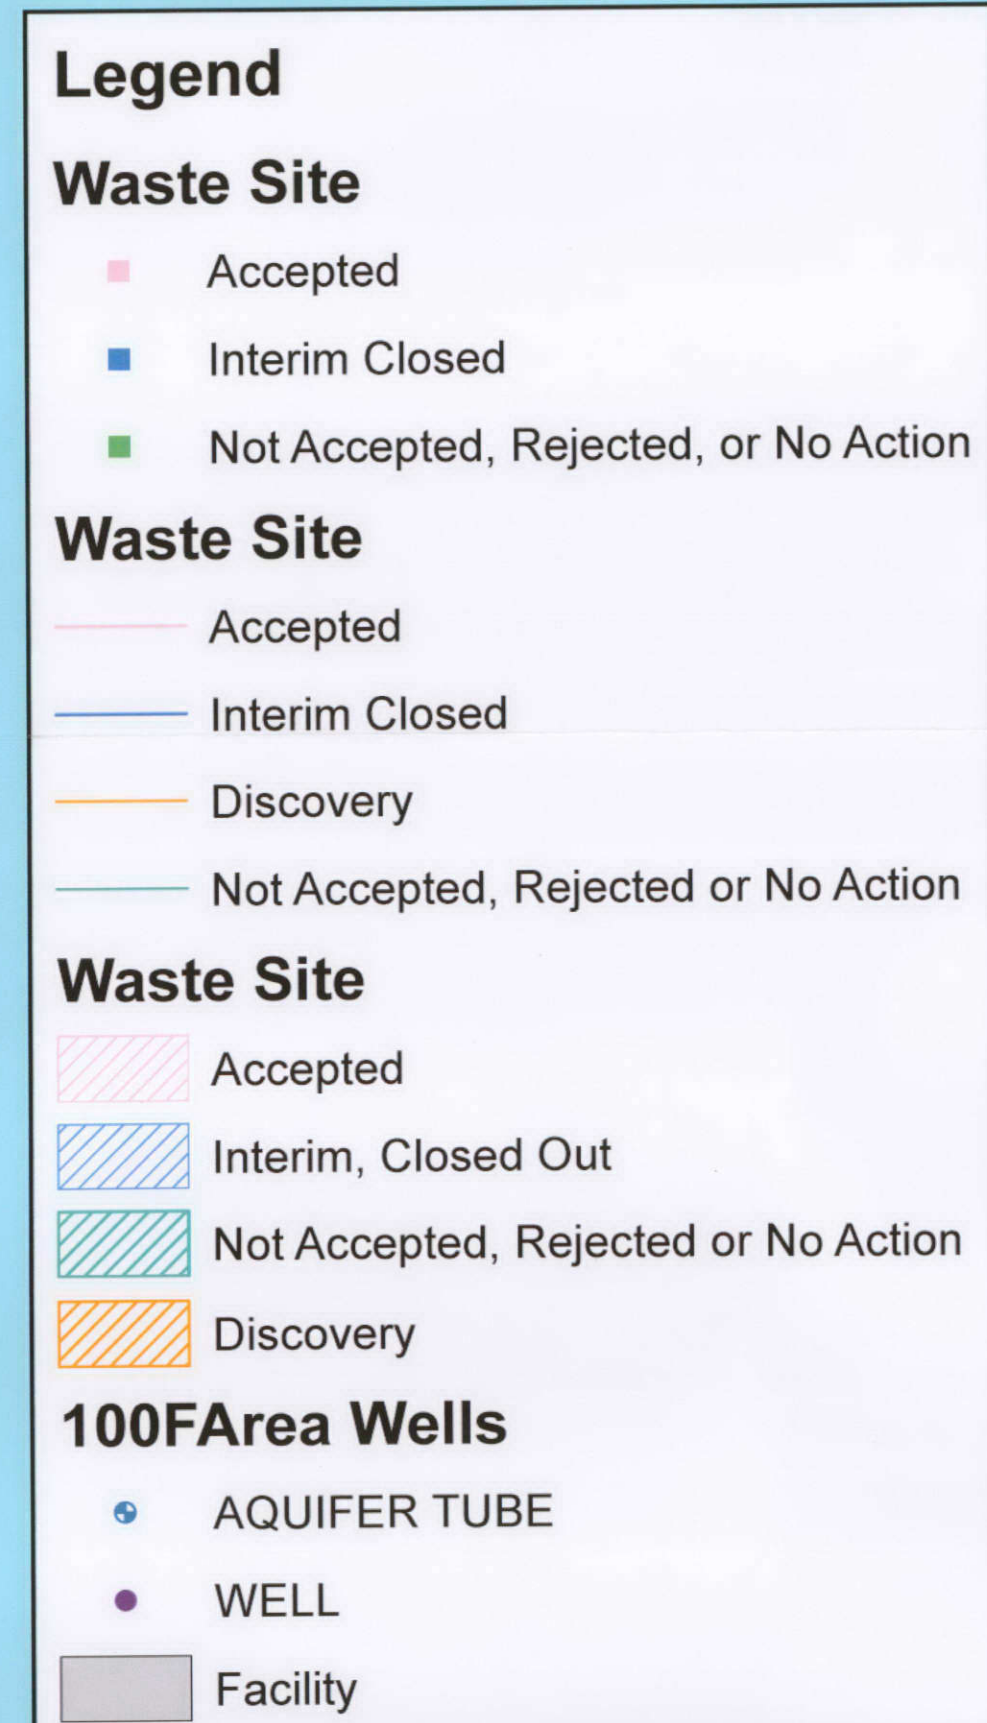 Legend
Waste Site
Accepted
Interim Closed
Not Accepted, Rejected, or No Action
Waste Site
Accepted
Interim Closed
Discovery
Not Accepted, Rejected or No Action
Waste Site
Accepted
Interim, Closed Out
Not Accepted, Rejected or No Action
Discovery
100FArea Wells
AQUIFER TUBE
WELL
Facility